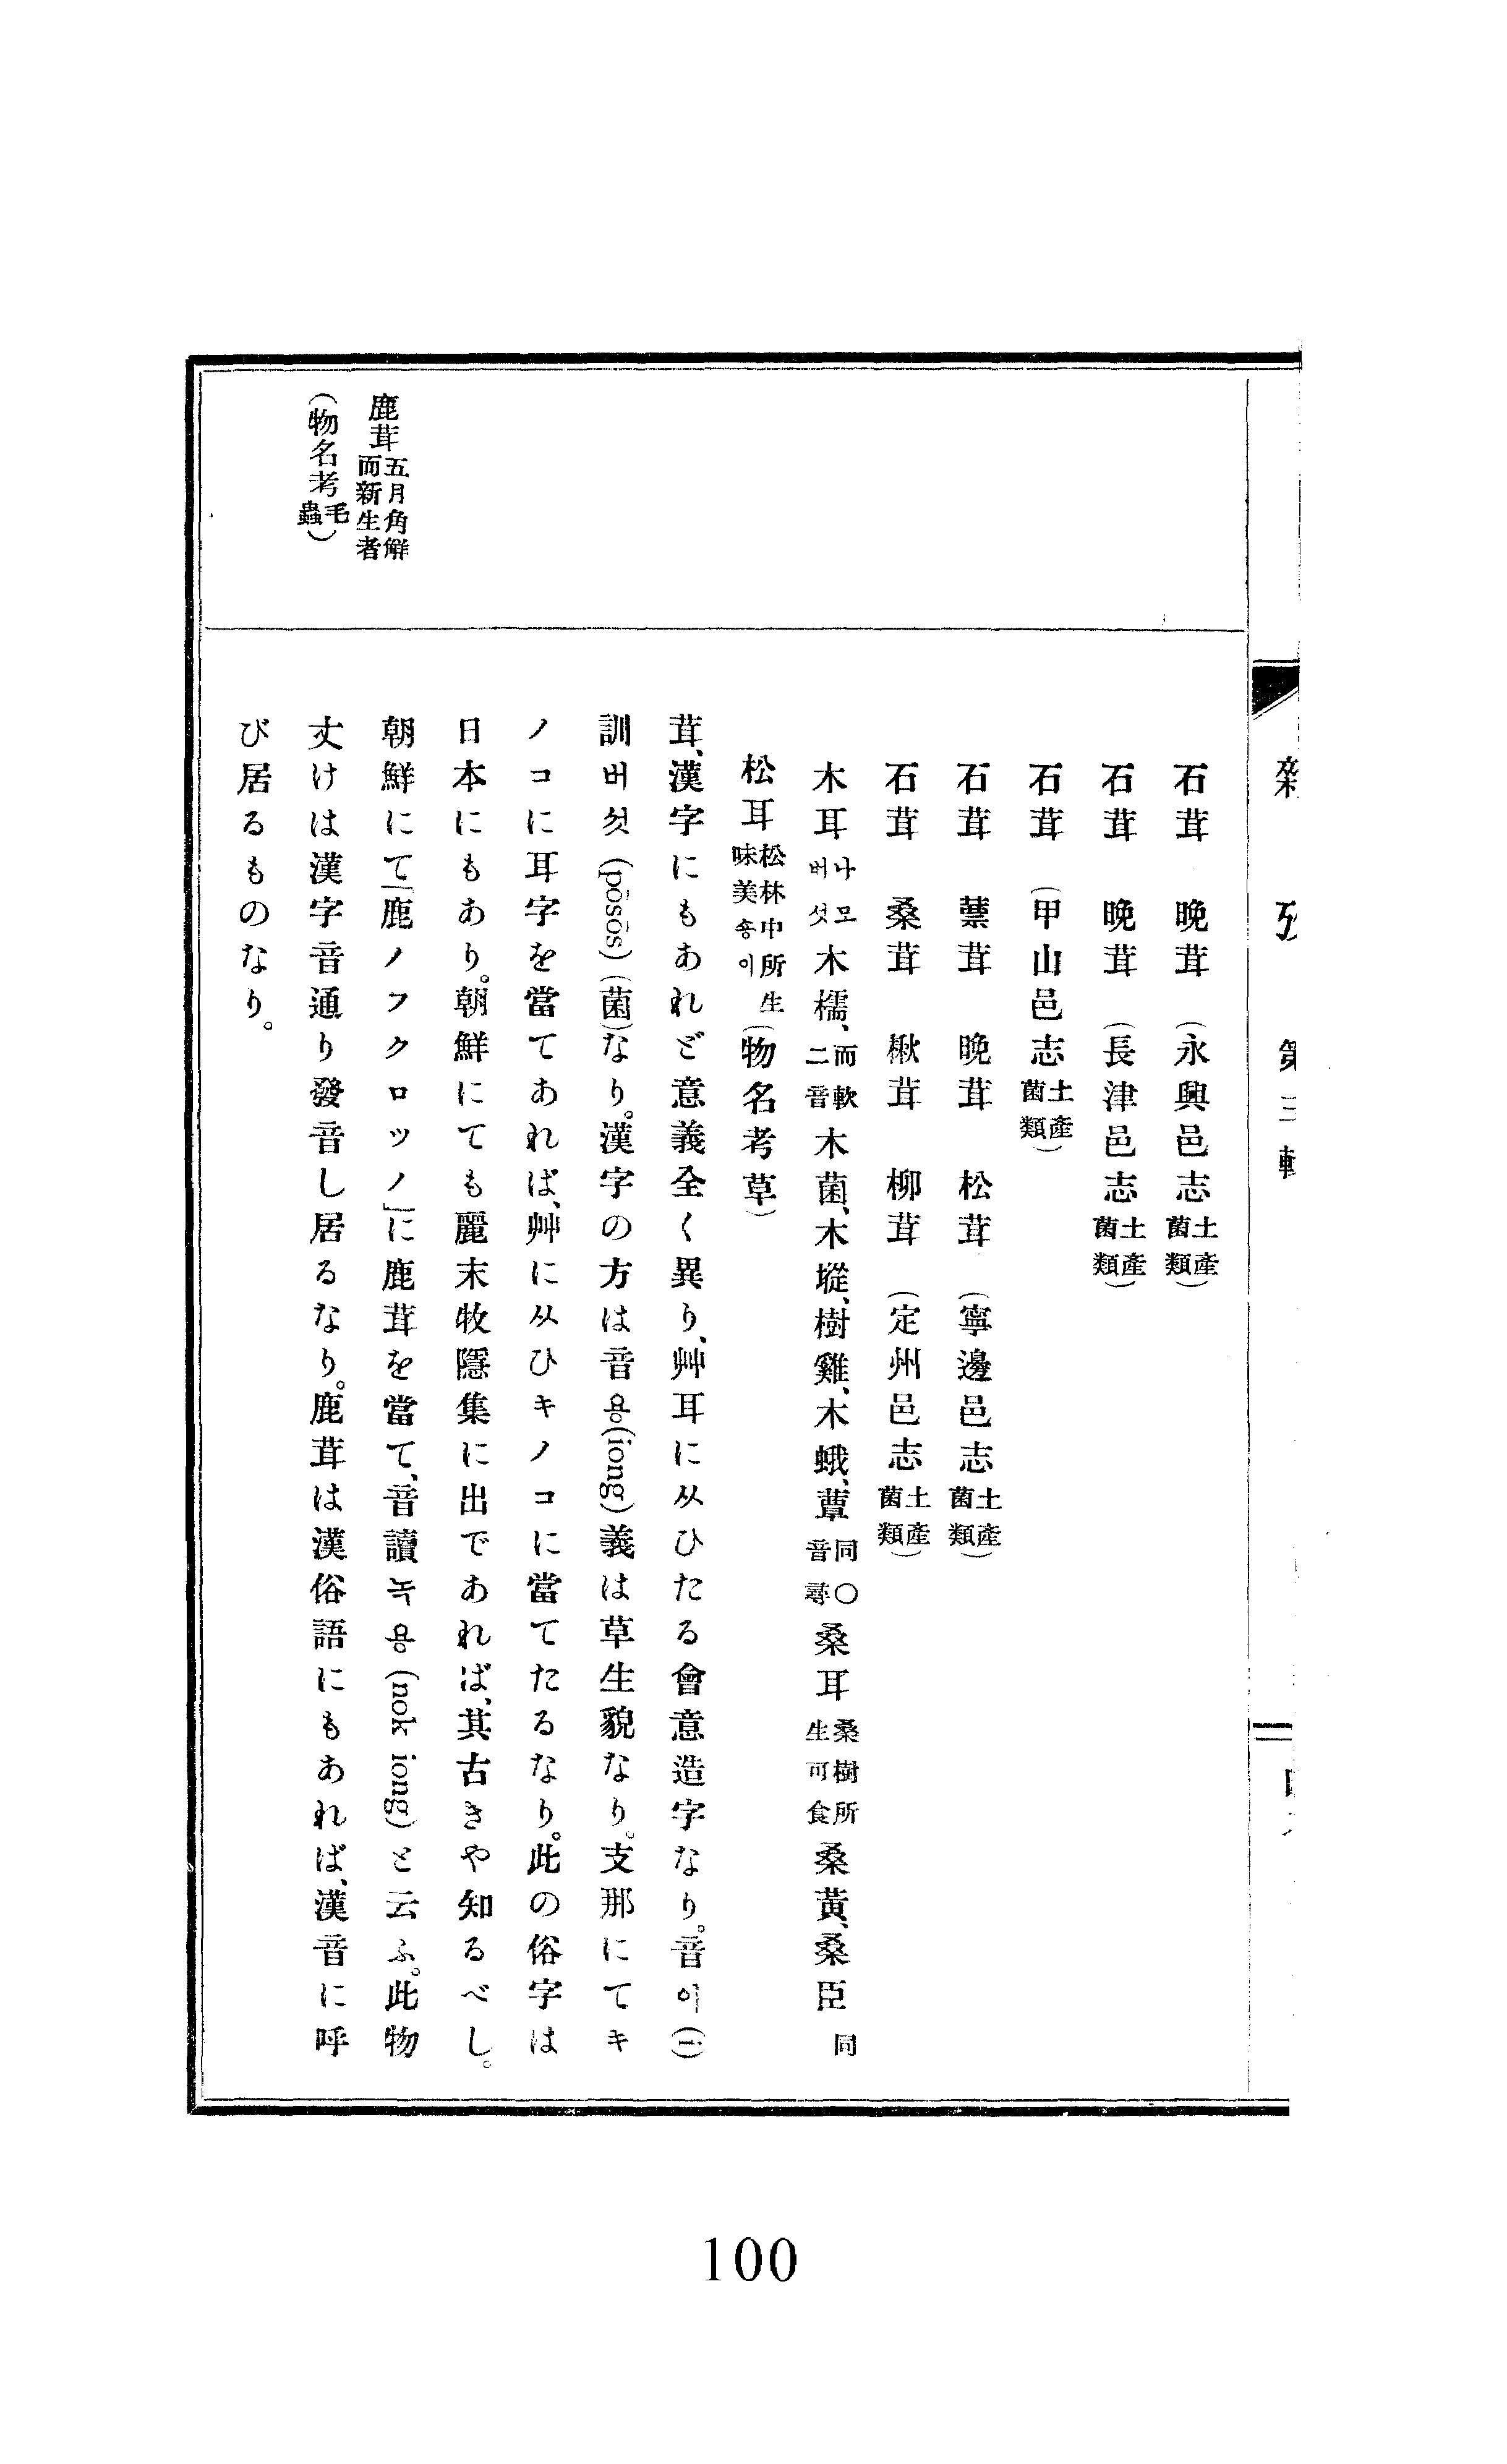 雜攷 第三輯
石茸　晩茸　(永興邑志土產菌類)
石茸　晩茸　(長津邑志土產菌類)
石茸　(甲山邑志土產菌類)
石茸　蕈茸　晩茸　松茸　(寧邊邑志土產菌類)
石茸　桑茸　楸茸　柳茸　(定州邑志土產菌類)
木耳나모버섯木檽、而軟二音木菌、木㙡、樹雞、木蛾、蕈同〇音尋桑耳桑樹所生可食桑黃、桑臣同
松耳松林中所生味美송이(物名考草)
茸、漢字にもあれど意義全く異り、艸耳に从ひたる會意造字なり。音이(i)
訓버섯(pŏsŏs)(菌)なり。漢字の方は音용(iong)義は草生貌なり。支那にてキ
ノコに耳字を當てあれば、艸に从ひキノコに當てたるなり。此の俗字は
日本にもあり。朝鮮にても麗末牧隱集に出であれば、其古きや知るべし。
朝鮮にて「鹿ノフクロツノ」に鹿茸を當て、音讀녹용(nok iong)と云ふ。此物
丈けは漢字音通り發音し居るなり。鹿茸は漢俗語にもあれば、漢音に呼
び居るものなり。
鹿茸五月角解而新生者
(物名考毛蟲)
100